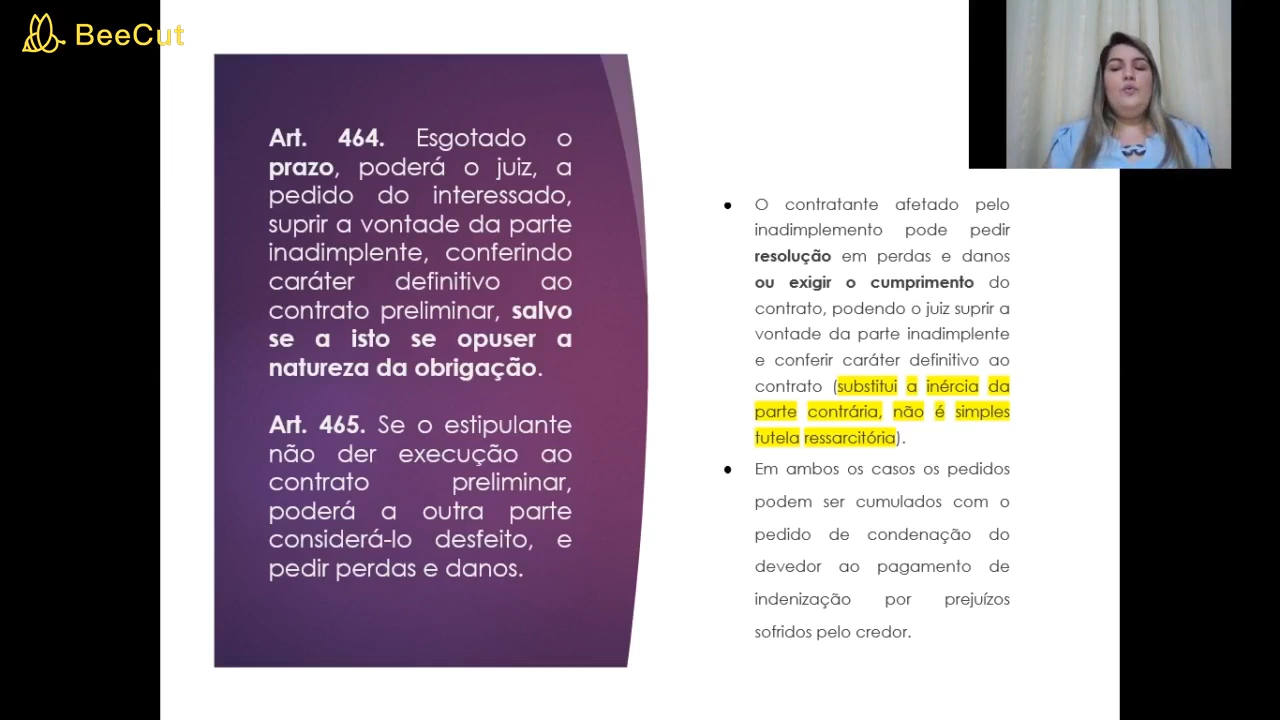 BeeCut
Art. 464. Esgotado o
prazo, poderá o juiz, a
pedido do interessado,
suprir a vontade da parte
inadimplente, conferindo
caráter definitivo ao
contrato preliminar, salvo
se a isto se opuser a
natureza da obrigação.
Art. 465. Se o estipulante
não der execução ao
contrato preliminar,
poderá a outra parte
considerá-lo desfeito, e
pedir perdas e danos.
● O contratante afetado pelo
inadimplemento pode pedir
resolução em perdas e danos
ou exigir o cumprimento do
contrato, podendo o juiz suprir a
vontade da parte inadimplente
e conferir caráter definitivo ao
contrato (substitui a inércia da
parte contrária, não é simples
tutela ressarcitória).
● Em ambos os casos os pedidos
podem ser cumulados com o
pedido de condenação do
devedor ao pagamento de
indenização por prejuízos
sofridos pelo credor.